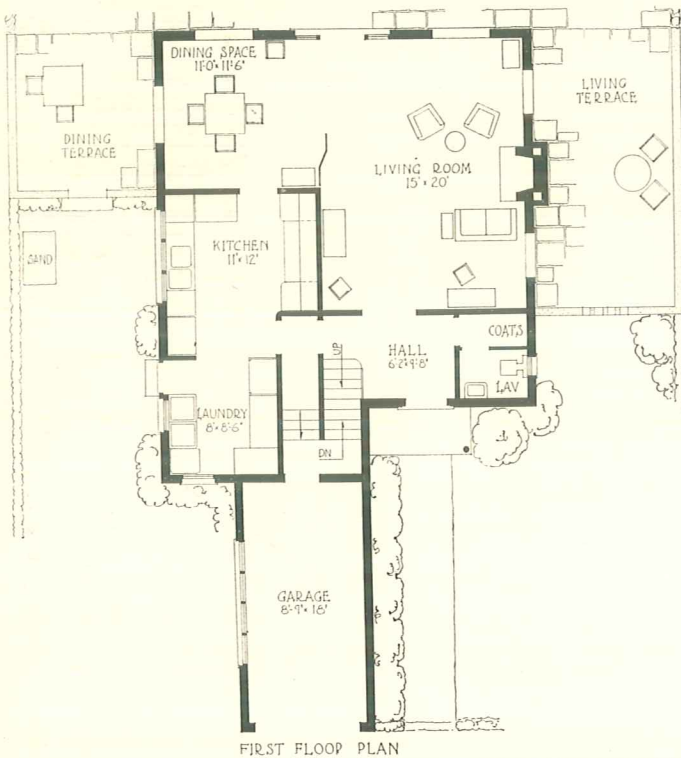 DINING SPACE
11'-0" x 11'-6"
DINING
TERRACE
LIVING
TERRACE
LIVING ROOM
15' x 20'
KITCHEN
11' x 12'
SAND
COATS
HALL
6'-2" x 9'-8"
UP
LAV
LAUNDRY
8' x 8'-6"
DN
GARAGE
8'-9" x 18'
FIRST FLOOR PLAN